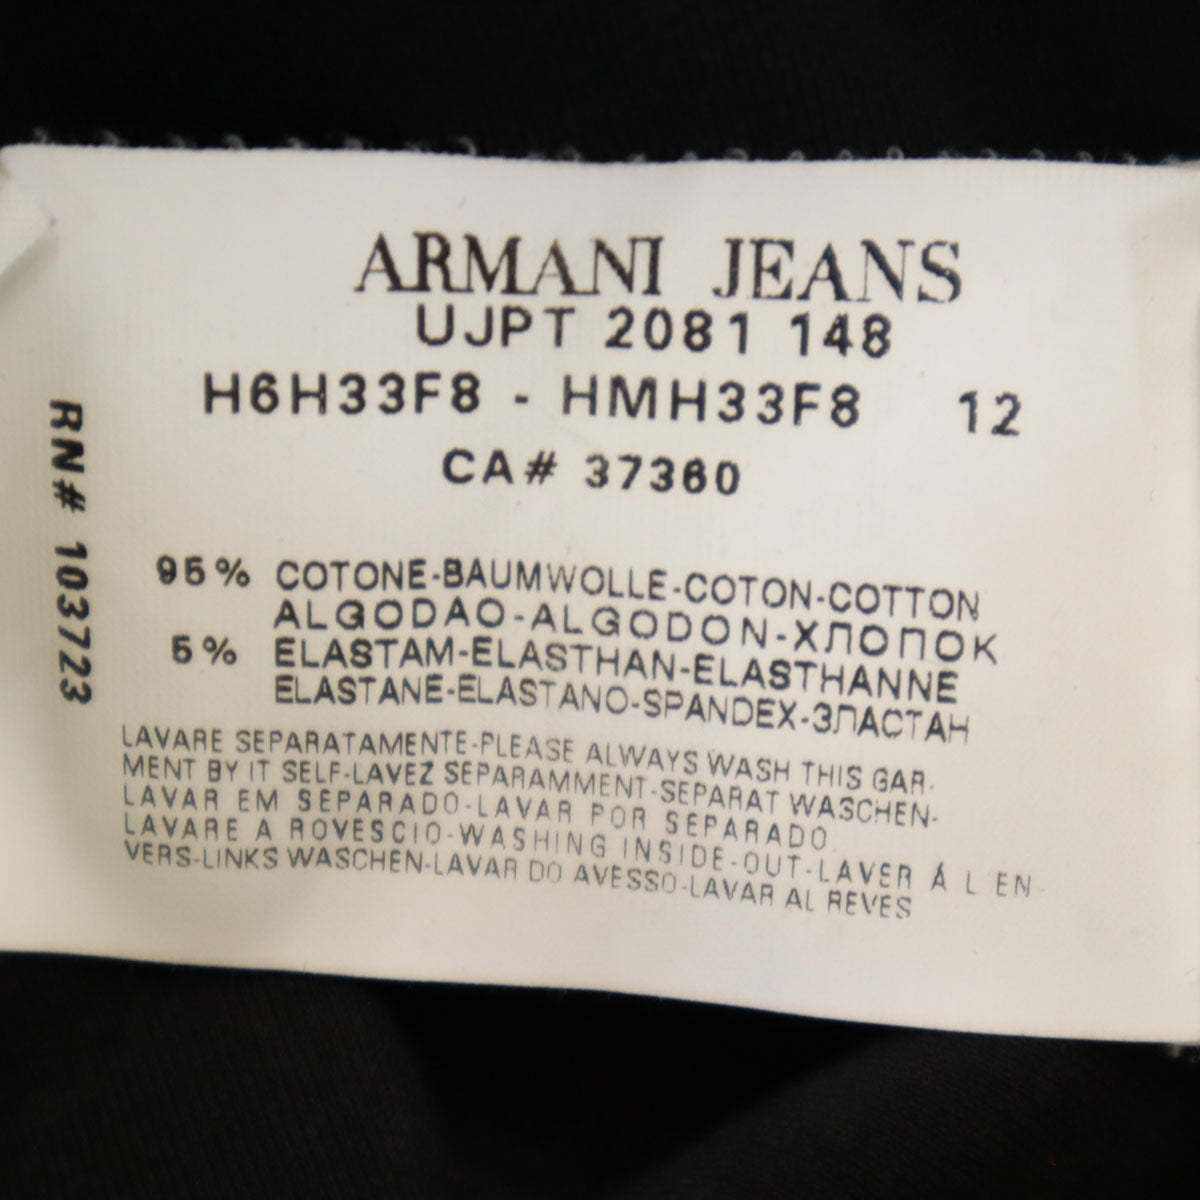 ARMANI JEANS
UJPT 2081 148
H6H33F8 - HMH33F8 12
CA# 37360
RN# 103723
95% COTONE-BAUMWOLLE-COTON-COTTON
ALGODAO-ALGODON-ХЛОПОК
5% ELASTAM-ELASTHAN-ELASTHANNE
ELASTANE-ELASTANO-SPANDEX-ЗЛАСТАН
LAVARE SEPARATAMENTE-PLEASE ALWAYS WASH THIS GAR-
MENT BY IT SELF-LAVEZ SEPARAMMENT-SEPARAT WASCHEN-
LAVAR EM SEPARADO-LAVAR POR SEPARADO
LAVARE A ROVESCIO-WASHING INSIDE-OUT-LAVER Á L EN-
VERS-LINKS WASCHEN-LAVAR DO AVESSO-LAVAR AL REVES